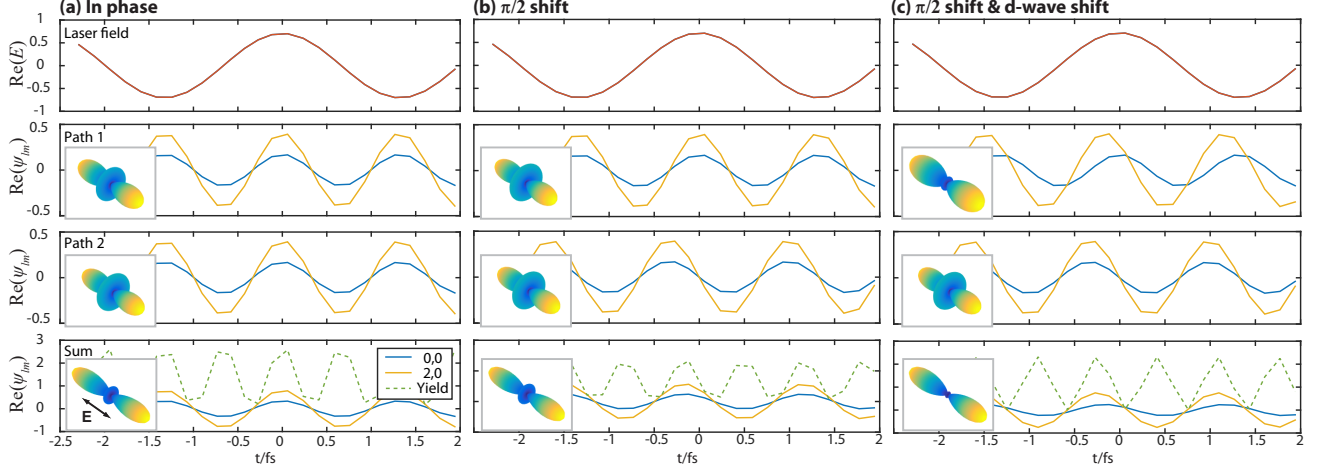 (a) In phase
(b) π/2 shift
(c) π/2 shift & d-wave shift
Re(E)
1
0.5
0
-0.5
-1
Laser field
Re(ψlm)
0.5
0
-0.5
Path 1
Re(ψlm)
0.5
0
-0.5
Path 2
Re(ψlm)
3
2
1
0
-1
Sum
E
0,0
2,0
Yield
-2.5 -2 -1.5 -1 -0.5 0 0.5 1 1.5 2
-2 -1.5 -1 -0.5 0 0.5 1 1.5 2
-2 -1.5 -1 -0.5 0 0.5 1 1.5 2
t/fs
t/fs
t/fs